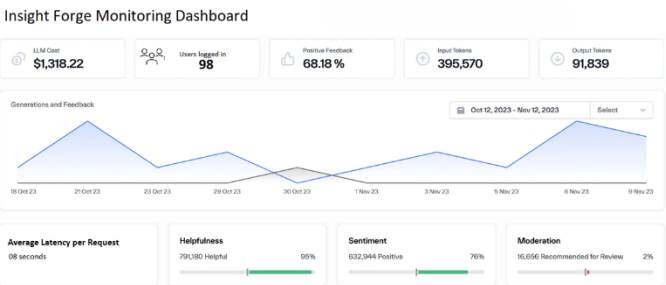 Insight Forge Monitoring Dashboard
LLM Cost
$1,318.22
Users logged in
98
Positive Feedback
68.18 %
Input Tokens
395,570
Output Tokens
91,839
Generations and Feedback
Oct 12, 2023 - Nov 12, 2023
Select
18 Oct 23 21 Oct 23 23 Oct 23 29 Oct 23 30 Oct 23 1 Nov 23 3 Nov 23 5 Nov 23 8 Nov 23 9 Nov 23
Average Latency per Request
08 seconds
Helpfulness
791,180 Helpful 95%
Sentiment
632,944 Positive 76%
Moderation
16,656 Recommended for Review 2%